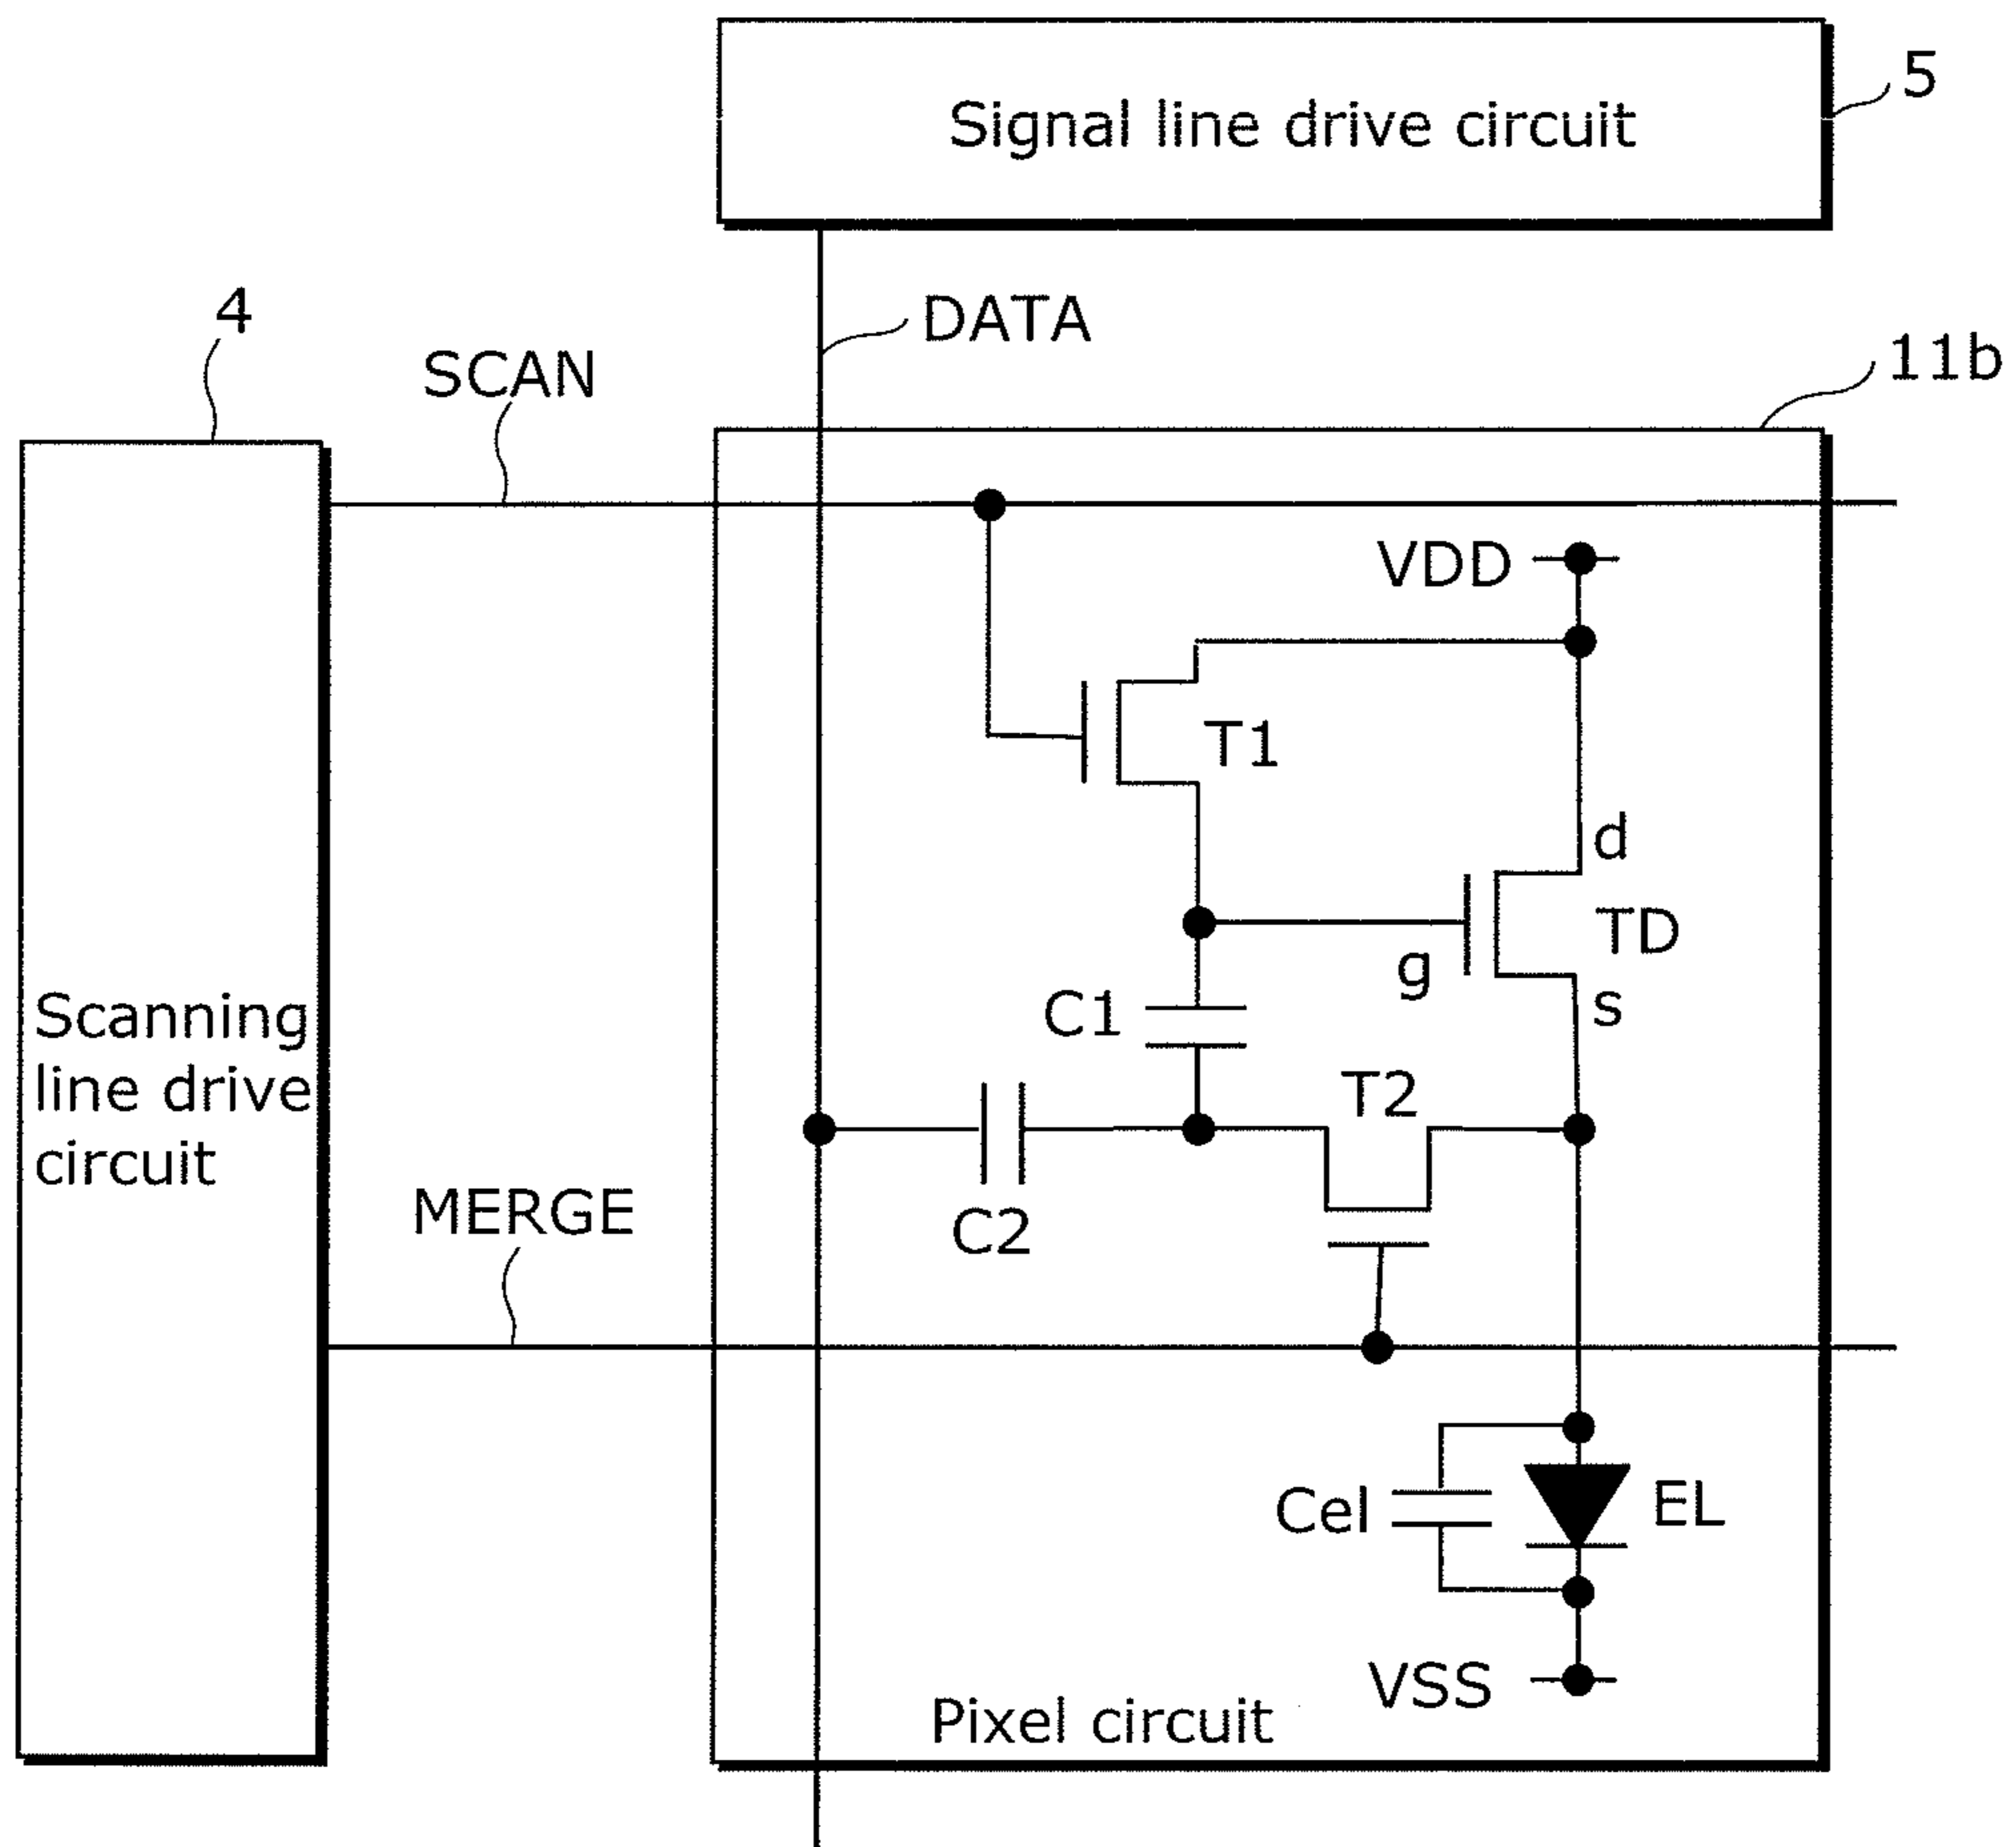 Signal line drive circuit
5
DATA
4
SCAN
11b
VDD
T1
d
TD
g
s
C1
T2
Scanning
line drive
circuit
C2
MERGE
Cel
EL
VSS
Pixel circuit